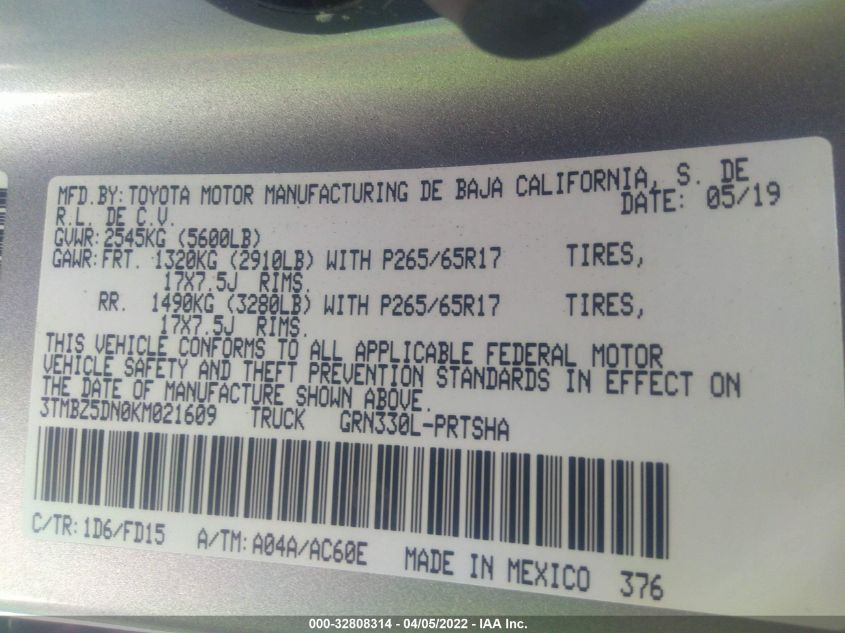 MFD.BY: TOYOTA MOTOR MANUFACTURING DE BAJA CALIFORNIA, S. DE
R.L. DE C.V. DATE: 05/19
GVWR: 2545KG (5600LB)
GAWR: FRT. 1320KG (2910LB) WITH P265/65R17 TIRES,
17X7.5J RIMS.
RR. 1490KG (3280LB) WITH P265/65R17 TIRES,
17X7.5J RIMS.
THIS VEHICLE CONFORMS TO ALL APPLICABLE FEDERAL MOTOR
VEHICLE SAFETY AND THEFT PREVENTION STANDARDS IN EFFECT ON
THE DATE OF MANUFACTURE SHOWN ABOVE.
3TMBZ5DN0KM021609 TRUCK GRN330L-PRTSHA
C/TR: 1D6/FD15 A/TM: A04A/AC60E MADE IN MEXICO 376
000-32808314 - 04/05/2022 - IAA Inc.